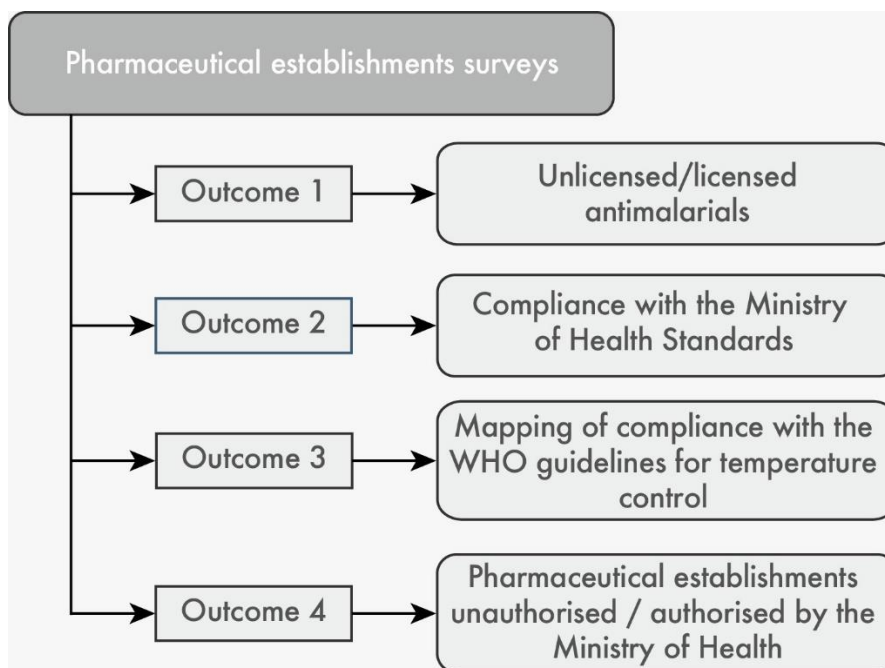 Pharmaceutical establishments surveys
Outcome 1
Unlicensed/licensed
antimalarials
Outcome 2
Compliance with the Ministry
of Health Standards
Outcome 3
Mapping of compliance with the
WHO guidelines for temperature
control
Outcome 4
Pharmaceutical establishments
unauthorised / authorised by the
Ministry of Health